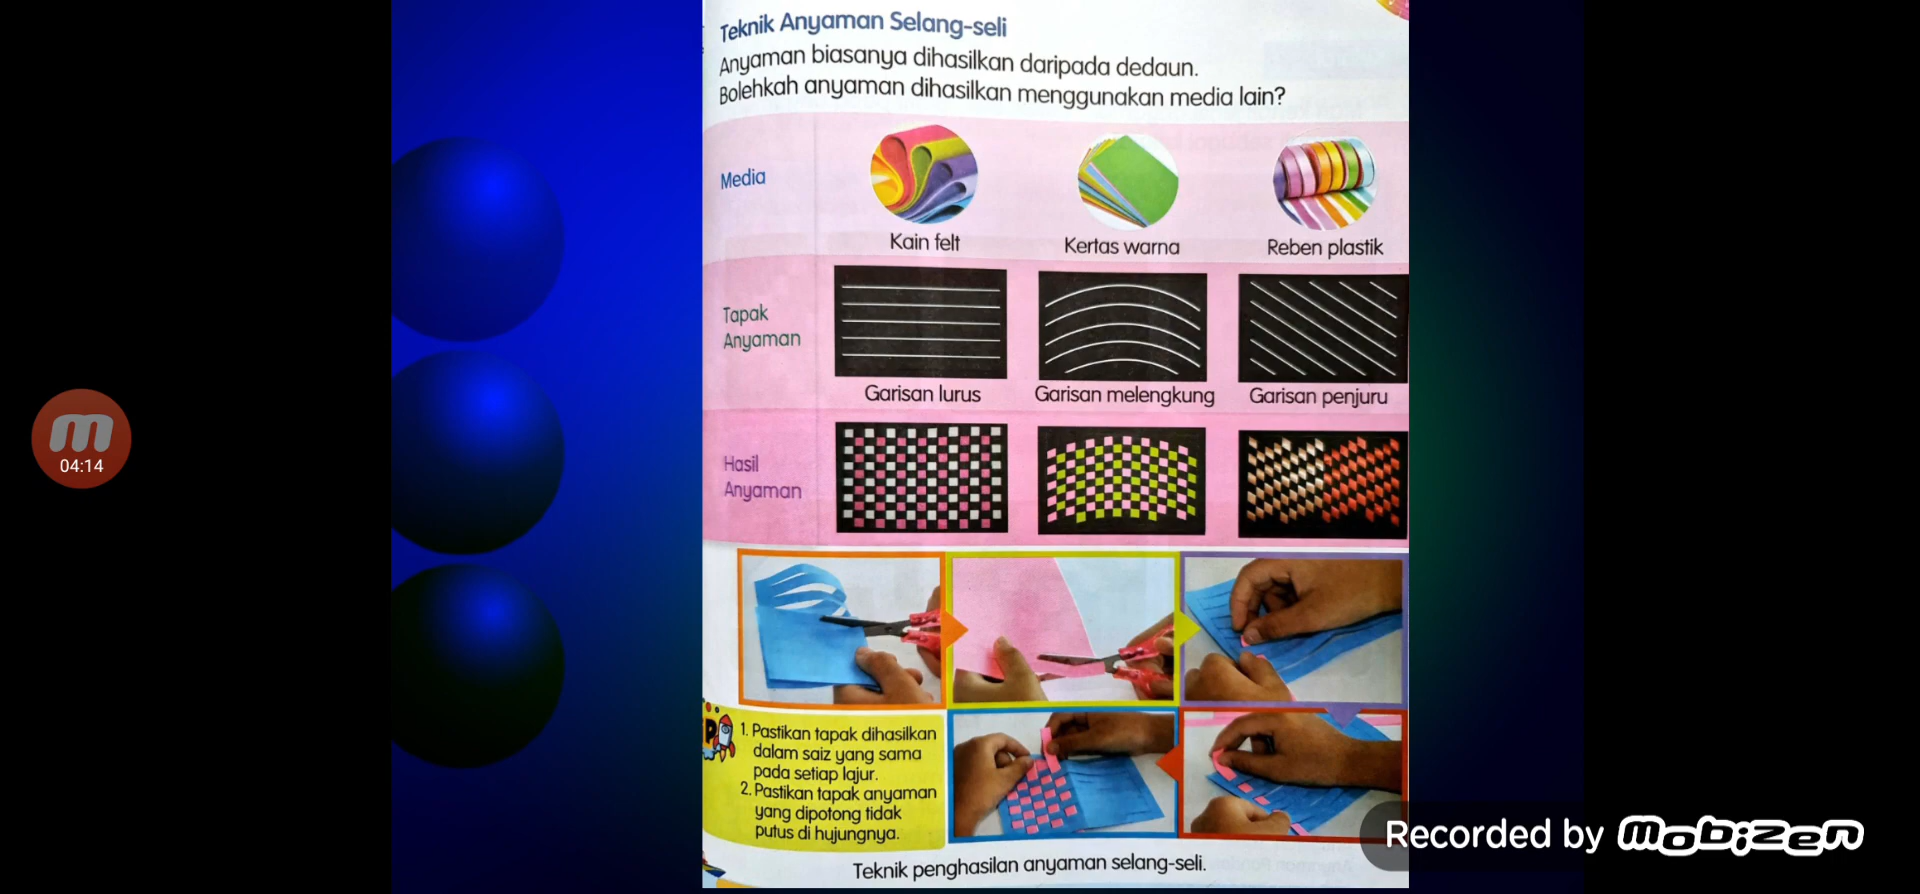 Teknik Anyaman Selang-seli
Anyaman biasanya dihasilkan daripada dedaun.
Bolehkah anyaman dihasilkan menggunakan media lain?
Media
Kain felt
Kertas warna
Reben plastik
Tapak
Anyaman
Garisan lurus
Garisan melengkung
Garisan penjuru
Hasil
Anyaman
1. Pastikan tapak dihasilkan
dalam saiz yang sama
pada setiap lajur.
2. Pastikan tapak anyaman
yang dipotong tidak
putus di hujungnya.
Teknik penghasilan anyaman selang-seli.
04:14
Recorded by Mobizen